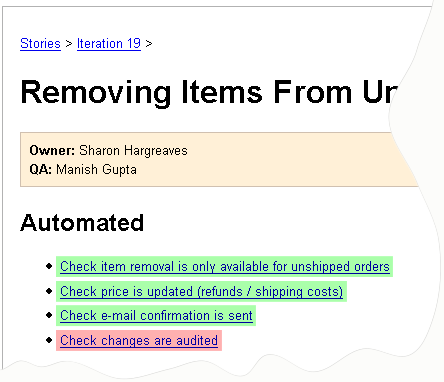 Stories > Iteration 19 >
Removing Items From
Owner: Sharon Hargreaves
QA: Manish Gupta
Automated
Check item removal is only available for unshipped orders
Check price is updated (refunds / shipping costs)
Check e-mail confirmation is sent
Check changes are audited